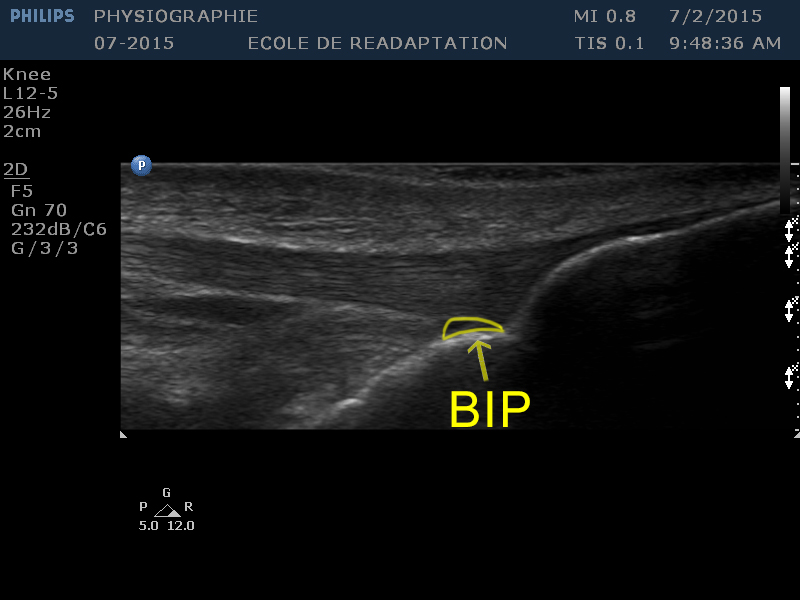 PHILIPS PHYSIOGRAPHIE MI 0.8 7/2/2015
07-2015 ECOLE DE READAPTATION TIS 0.1 9:48:36 AM
Knee
L12-5
26Hz
2cm
2D
F5
Gn 70
232dB/C6
G/3/3
P
BIP
G
P R
5.0 12.0